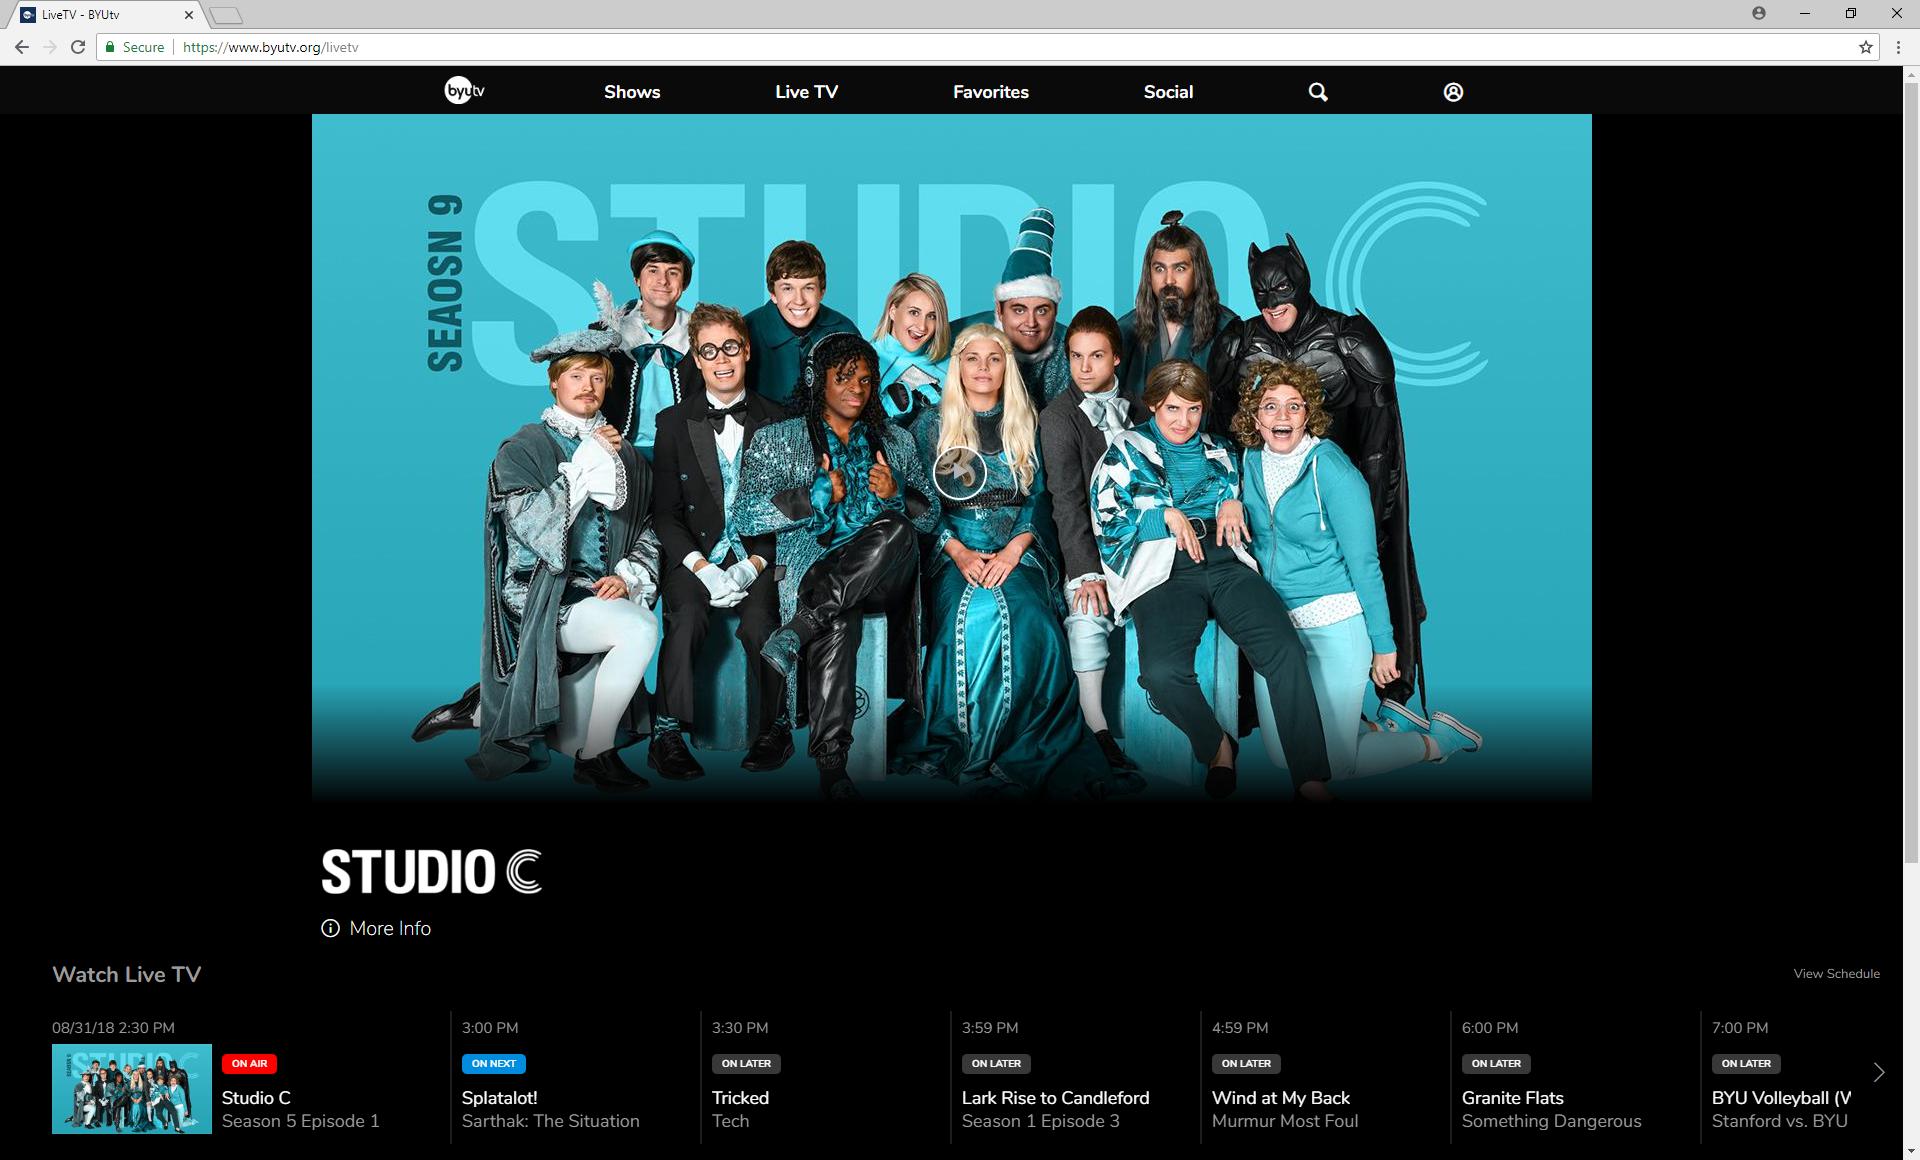 LiveTV - BYUtv
Secure
https://www.byutv.org/livetv
byutv
Shows
Live TV
Favorites
Social
SEAOSN 9
STUDIO C
STUDIO C
More Info
Watch Live TV
View Schedule
08/31/18 2:30 PM
ON AIR
Studio C
Season 5 Episode 1
3:00 PM
ON NEXT
Splatalot!
Sarthak: The Situation
3:30 PM
ON LATER
Tricked
Tech
3:59 PM
ON LATER
Lark Rise to Candleford
Season 1 Episode 3
4:59 PM
ON LATER
Wind at My Back
Murmur Most Foul
6:00 PM
ON LATER
Granite Flats
Something Dangerous
7:00 PM
ON LATER
BYU Volleyball (
Stanford vs. BYU